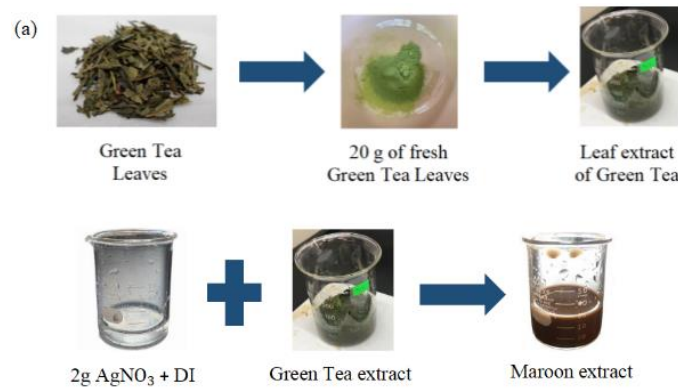 (a)
Green Tea
Leaves
20 g of fresh
Green Tea Leaves
Leaf extract
of Green Tea
2g AgNO₃ + DI
Green Tea extract
Maroon extract